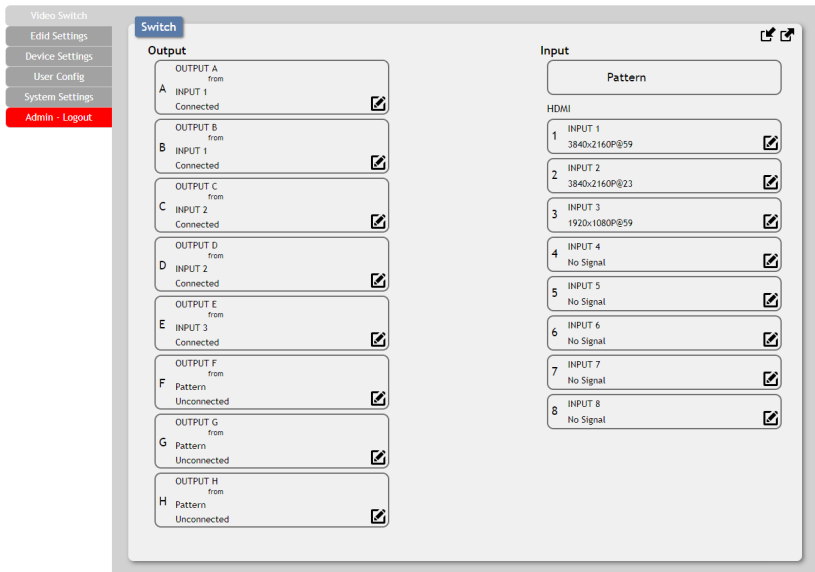 Video Switch
Edid Settings
Device Settings
User Config
System Settings
Admin - Logout
Switch
Output
A
OUTPUT A
from
INPUT 1
Connected
B
OUTPUT B
from
INPUT 1
Connected
C
OUTPUT C
from
INPUT 2
Connected
D
OUTPUT D
from
INPUT 2
Connected
E
OUTPUT E
from
INPUT 3
Connected
F
OUTPUT F
from
Pattern
Unconnected
G
OUTPUT G
from
Pattern
Unconnected
H
OUTPUT H
from
Pattern
Unconnected
Input
Pattern
HDMI
1
INPUT 1
3840x2160P@59
2
INPUT 2
3840x2160P@23
3
INPUT 3
1920x1080P@59
4
INPUT 4
No Signal
5
INPUT 5
No Signal
6
INPUT 6
No Signal
7
INPUT 7
No Signal
8
INPUT 8
No Signal